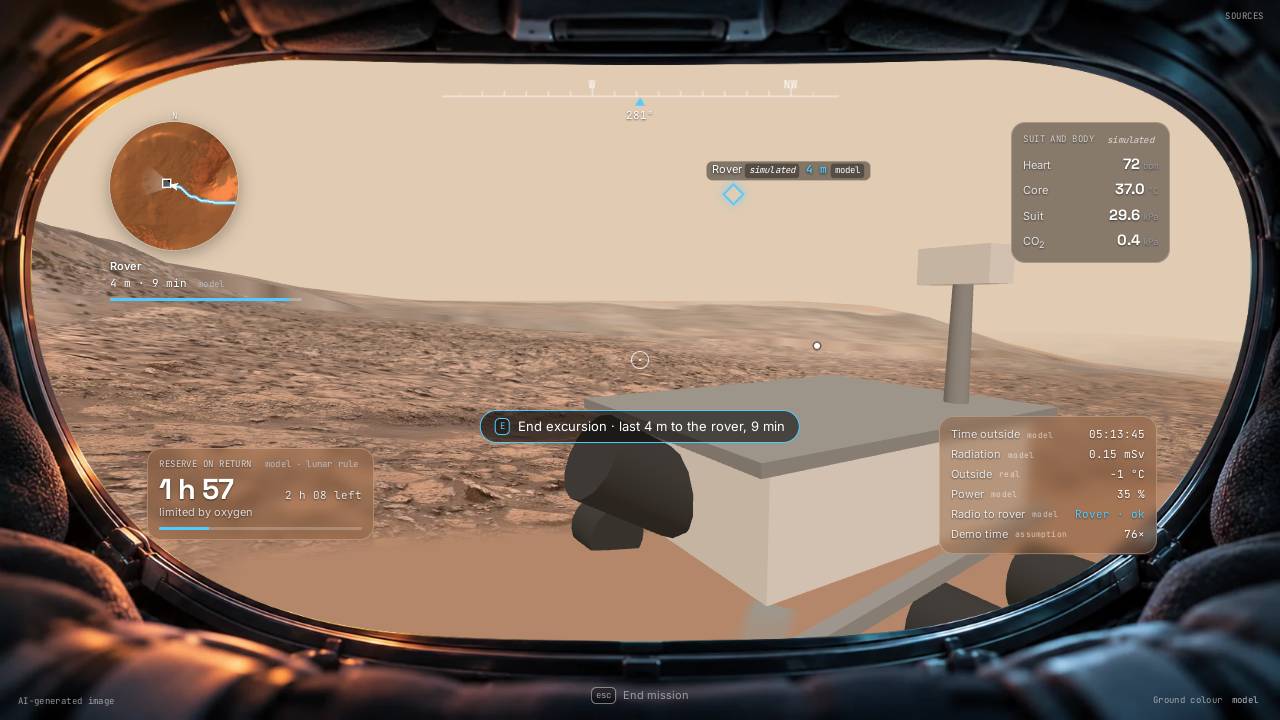 SOURCES
W NW
281°
N
Rover simulated 4 m model
SUIT AND BODY simulated
Heart 72 bpm
Core 37.0 °C
Suit 29.6 kPa
CO2 0.4 kPa
Rover
4 m · 9 min model
E End excursion · last 4 m to the rover, 9 min
RESERVE ON RETURN model · lunar rule
1 h 57 2 h 08 left
limited by oxygen
Time outside model 05:13:45
Radiation model 0.15 mSv
Outside real -1 °C
Power model 35 %
Radio to rover model Rover · ok
Demo time assumption 76×
esc End mission
AI-generated image
Ground colour model